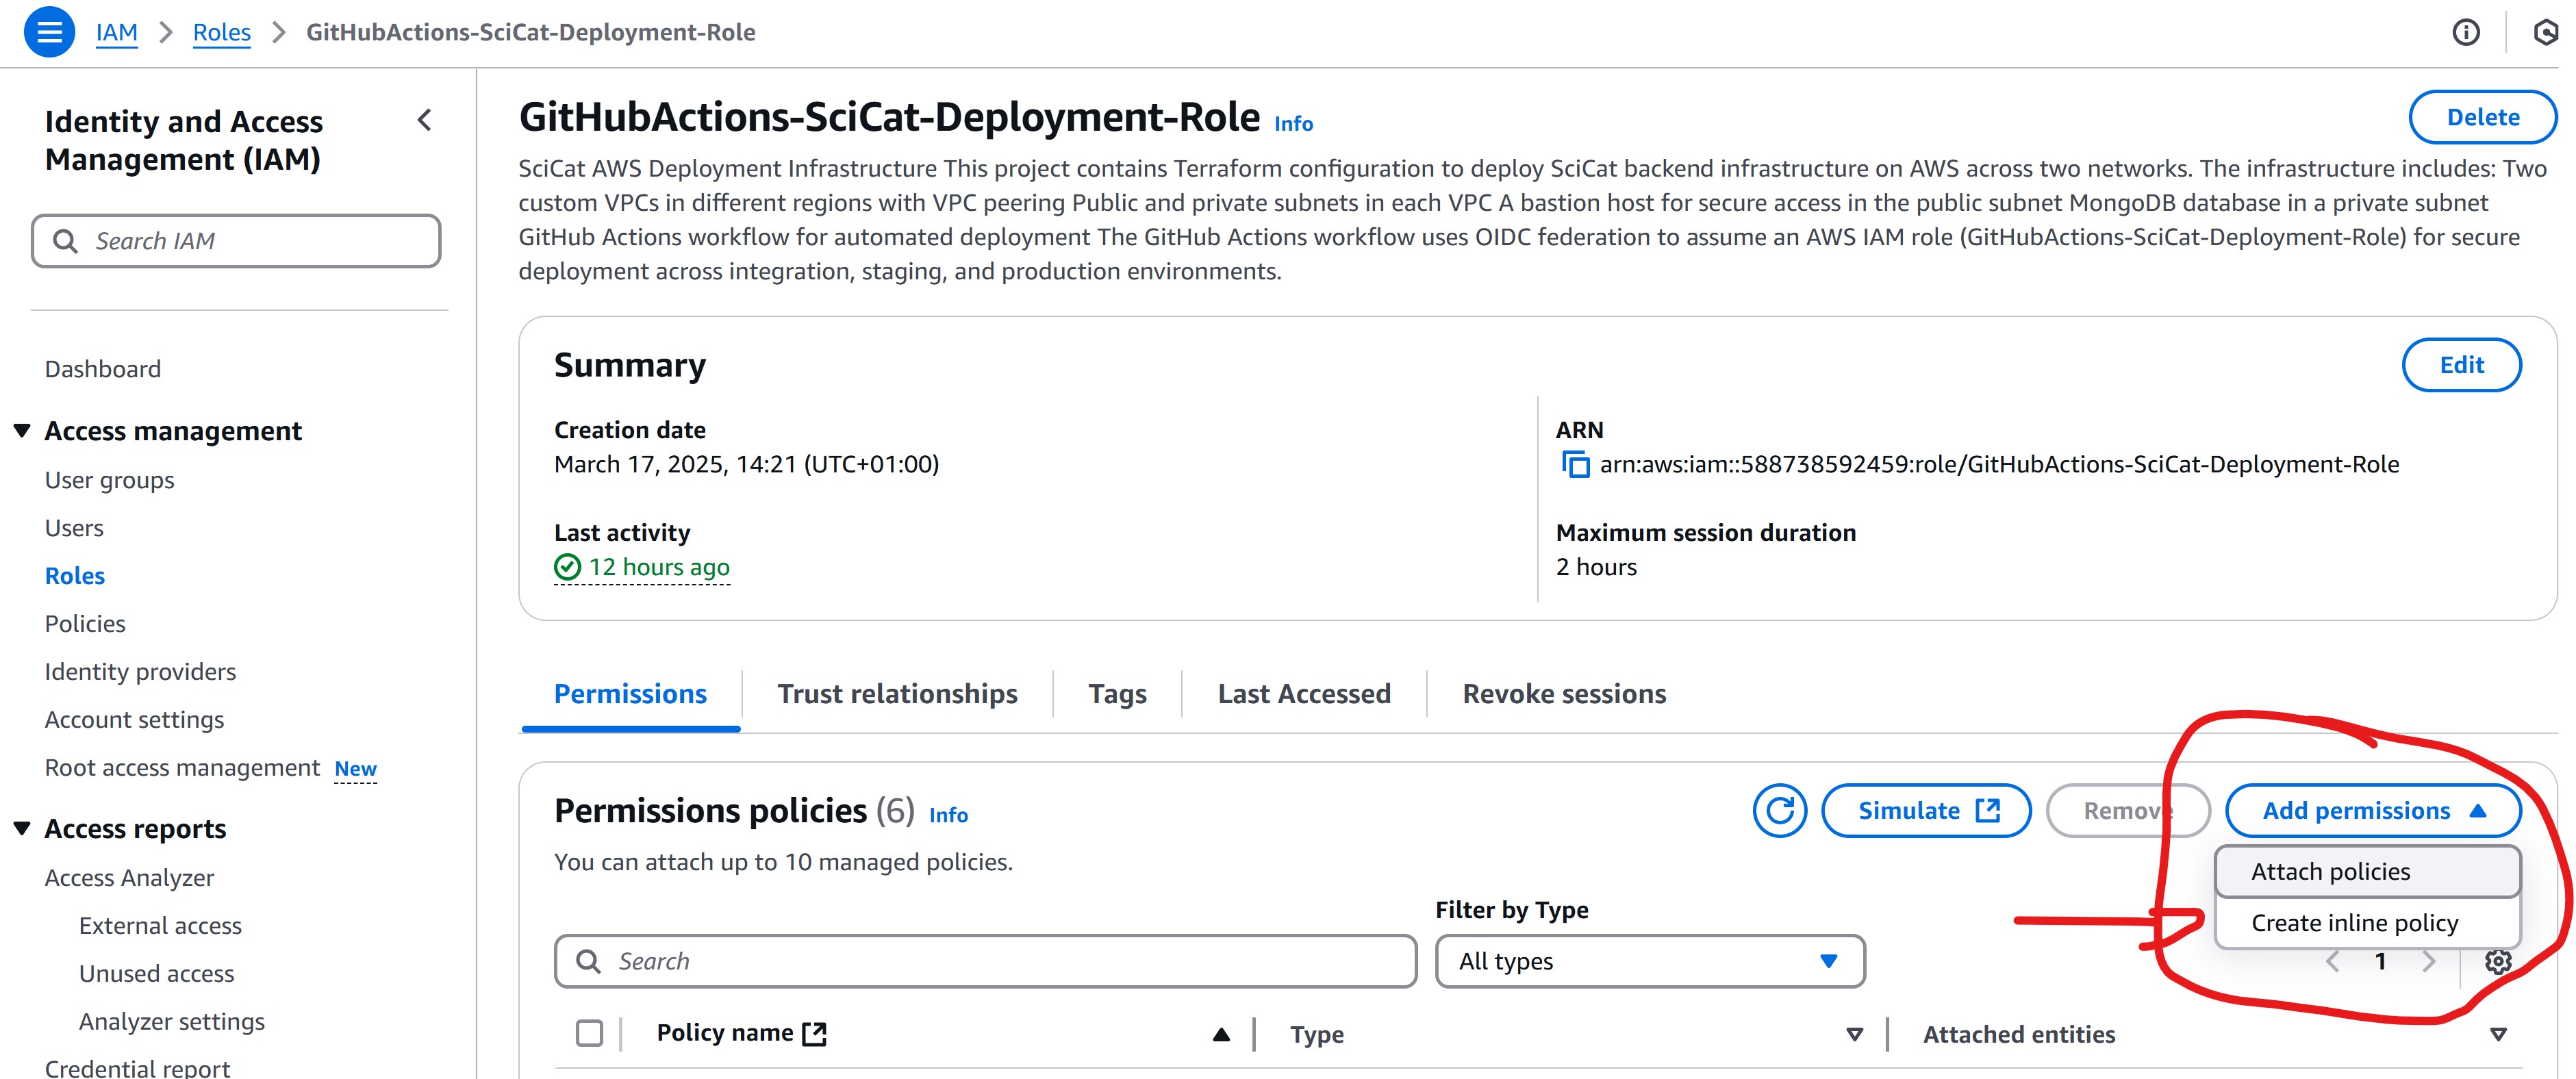 IAM > Roles > GitHubActions-SciCat-Deployment-Role
Identity and Access
Management (IAM)
Search IAM
Dashboard
Access management
User groups
Users
Roles
Policies
Identity providers
Account settings
Root access management New
Access reports
Access Analyzer
External access
Unused access
Analyzer settings
Credential report
GitHubActions-SciCat-Deployment-Role Info
Delete
SciCat AWS Deployment Infrastructure This project contains Terraform configuration to deploy SciCat backend infrastructure on AWS across two networks. The infrastructure includes: Two
custom VPCs in different regions with VPC peering Public and private subnets in each VPC A bastion host for secure access in the public subnet MongoDB database in a private subnet
GitHub Actions workflow for automated deployment The GitHub Actions workflow uses OIDC federation to assume an AWS IAM role (GitHubActions-SciCat-Deployment-Role) for secure
deployment across integration, staging, and production environments.
Summary
Edit
Creation date
March 17, 2025, 14:21 (UTC+01:00)
ARN
arn:aws:iam::588738592459:role/GitHubActions-SciCat-Deployment-Role
Last activity
12 hours ago
Maximum session duration
2 hours
Permissions
Trust relationships
Tags
Last Accessed
Revoke sessions
Permissions policies (6) Info
Simulate
Remove
Add permissions
You can attach up to 10 managed policies.
Attach policies
Create inline policy
Filter by Type
Search
All types
1
Policy name
Type
Attached entities